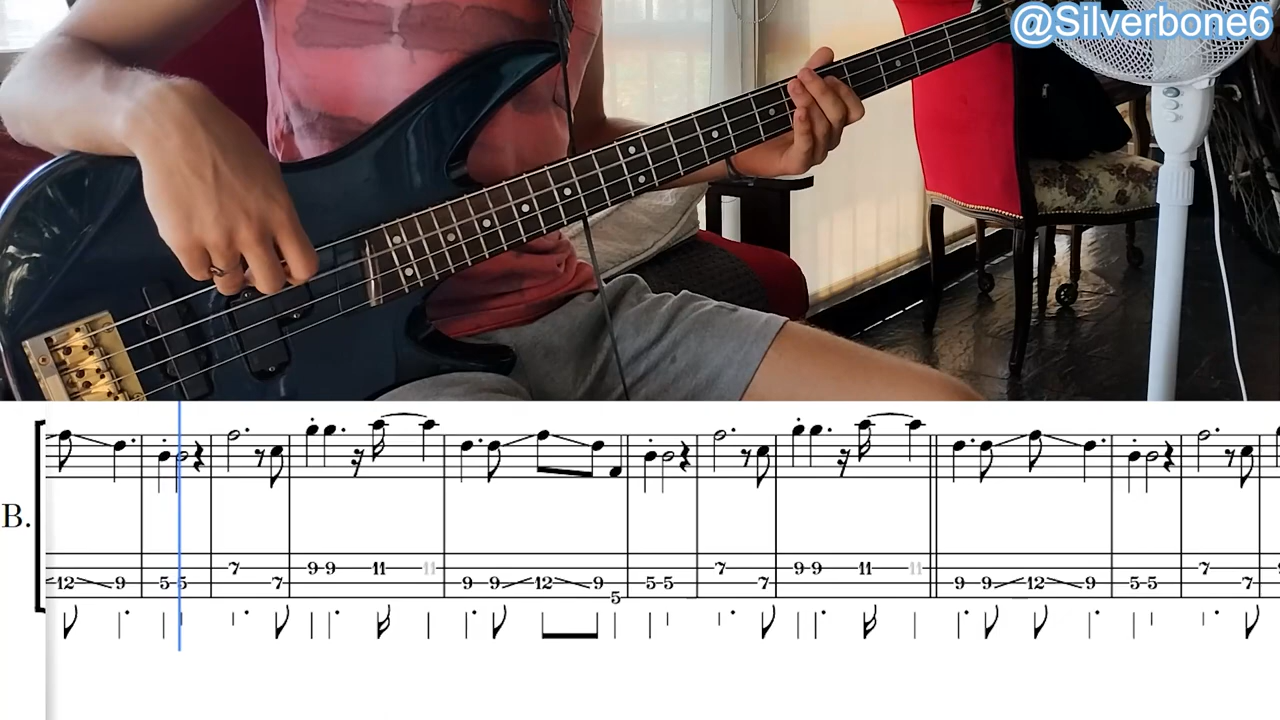 @Silverbone6
B.
7 9 9 11 11 7 9 9 11 11 7
12 9 5 5 7 9 9 12 9 5 5 7 9 9 12 9 5 5 7
5